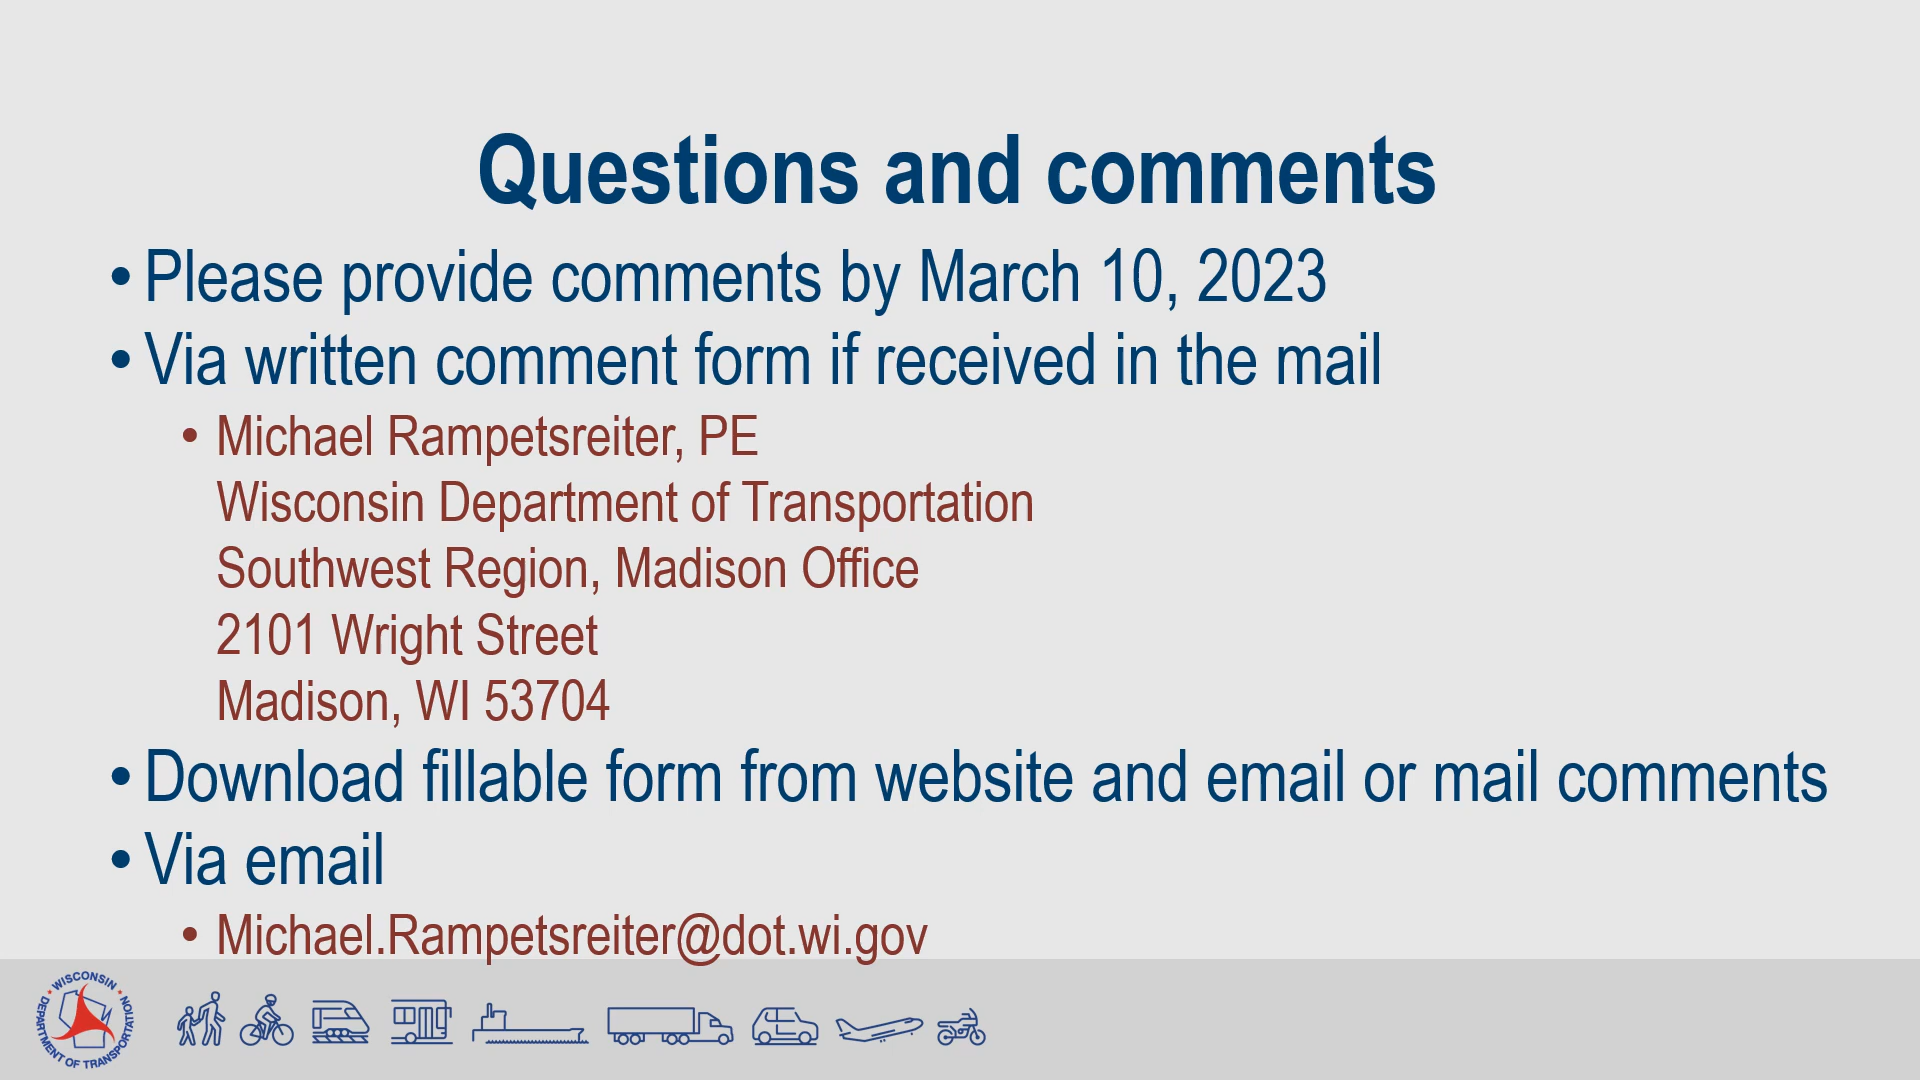 Questions and comments
• Please provide comments by March 10, 2023
• Via written comment form if received in the mail
• Michael Rampetsreiter, PE
Wisconsin Department of Transportation
Southwest Region, Madison Office
2101 Wright Street
Madison, WI 53704
• Download fillable form from website and email or mail comments
• Via email
• Michael.Rampetsreiter@dot.wi.gov
WISCONSIN
DEPARTMENT OF TRANSPORTATION